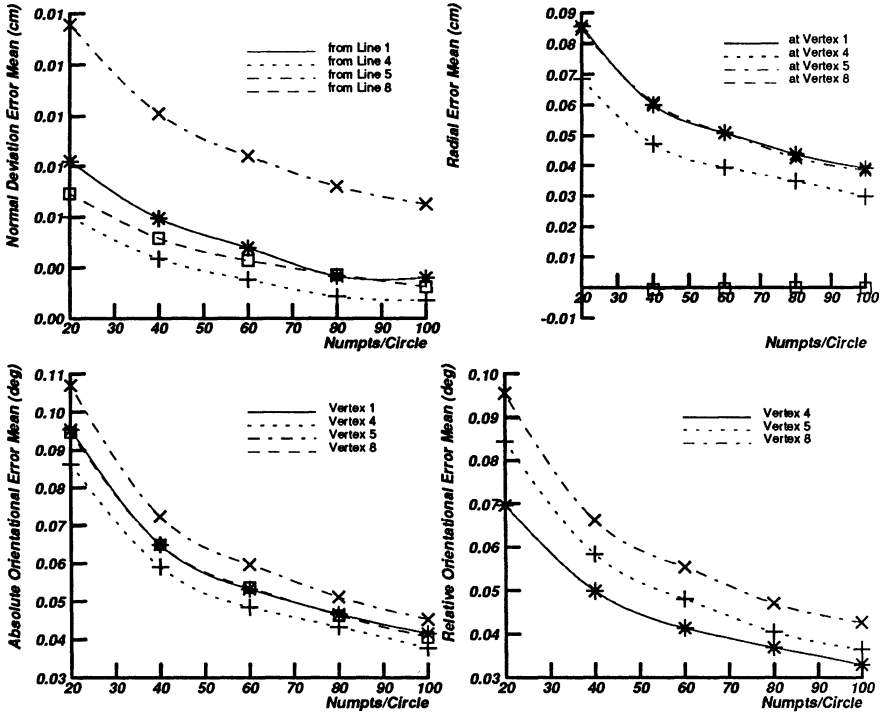 Normal Deviation Error Mean (cm)
0.01
0.01
0.01
0.01
0.01
0.00
0.00
from Line 1
from Line 4
from Line 5
from Line 8
20 30 40 50 60 70 80 90 100
Numpts/Circle
Radial Error Mean (cm)
0.09
0.08
0.07
0.06
0.05
0.04
0.03
0.02
0.01
-0.01
at Vertex 1
at Vertex 4
at Vertex 5
at Vertex 8
20 30 40 50 60 70 80 90 100
Numpts/Circle
Absolute Orientational Error Mean (deg)
0.11
0.10
0.09
0.08
0.07
0.06
0.05
0.04
0.03
Vertex 1
Vertex 4
Vertex 5
Vertex 8
20 30 40 50 60 70 80 90 100
Numpts/Circle
Relative Orientational Error Mean (deg)
0.10
0.09
0.08
0.07
0.06
0.05
0.04
0.03
Vertex 4
Vertex 5
Vertex 8
20 30 40 50 60 70 80 90 100
Numpts/Circle